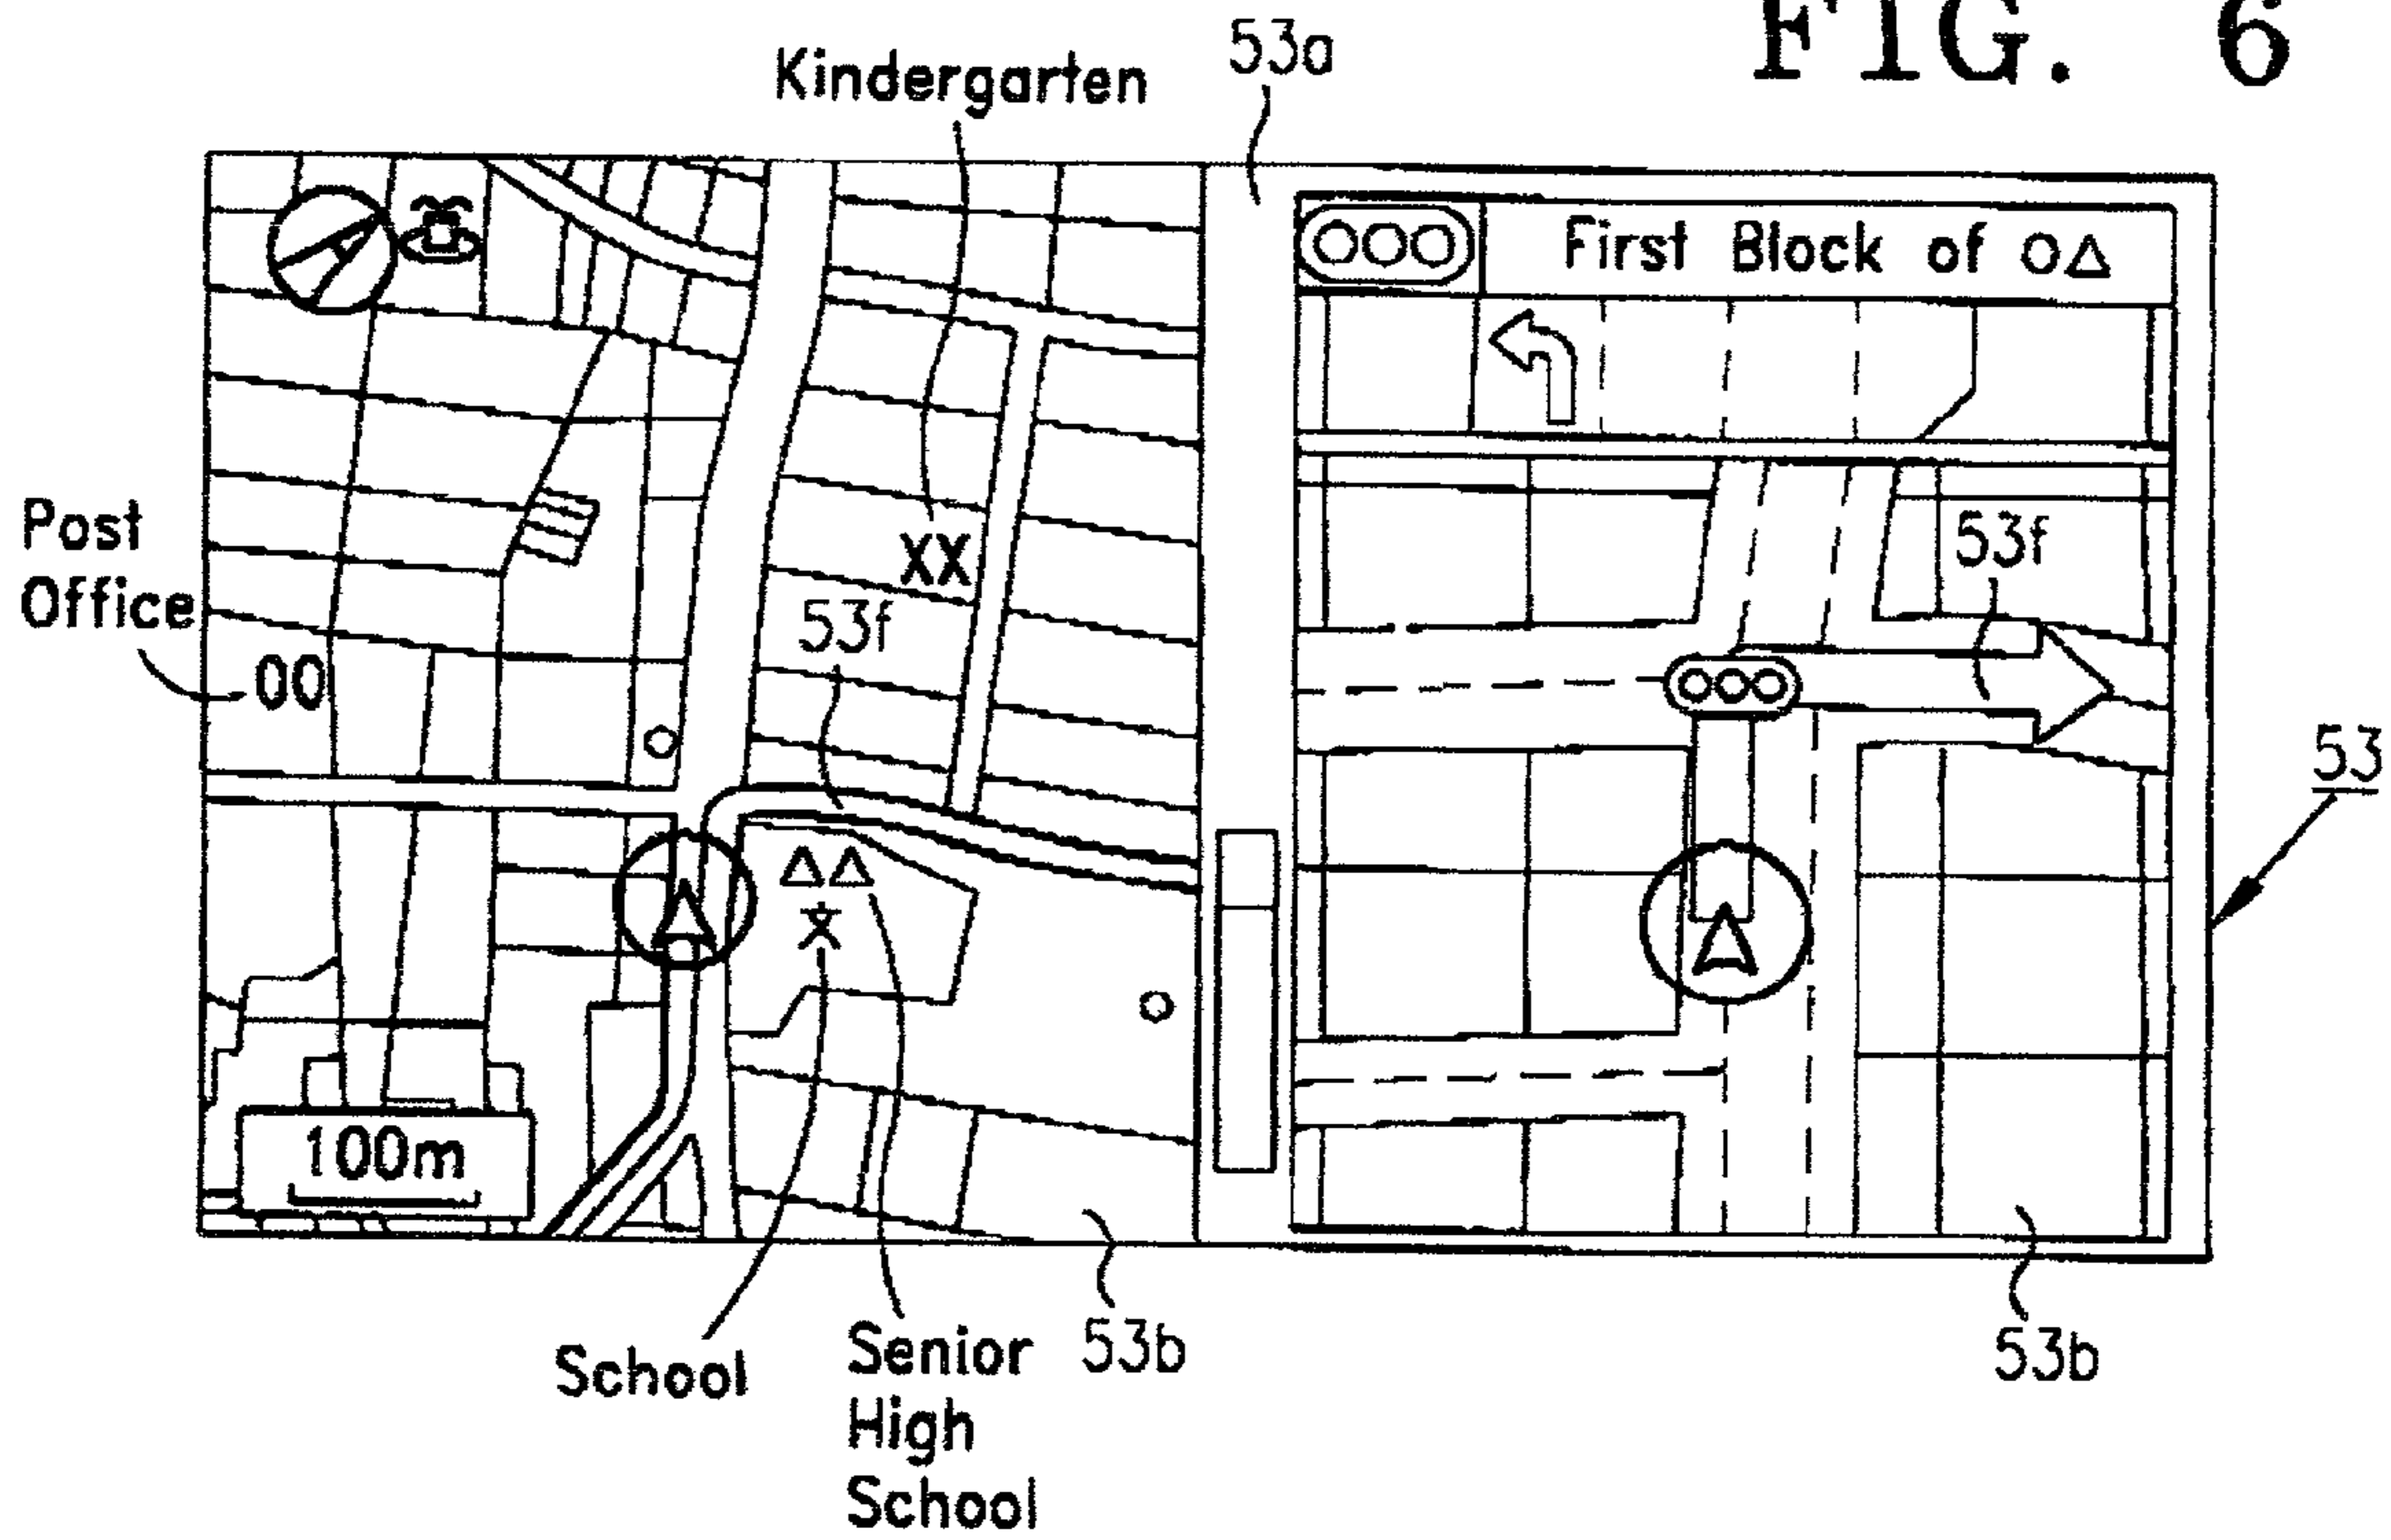 FIG. 6
53a
Kindergarten
First Block of O△
Post
Office
XX
53f
53f
00
53
△△
文
100m
School
Senior
High
School
53b
53b